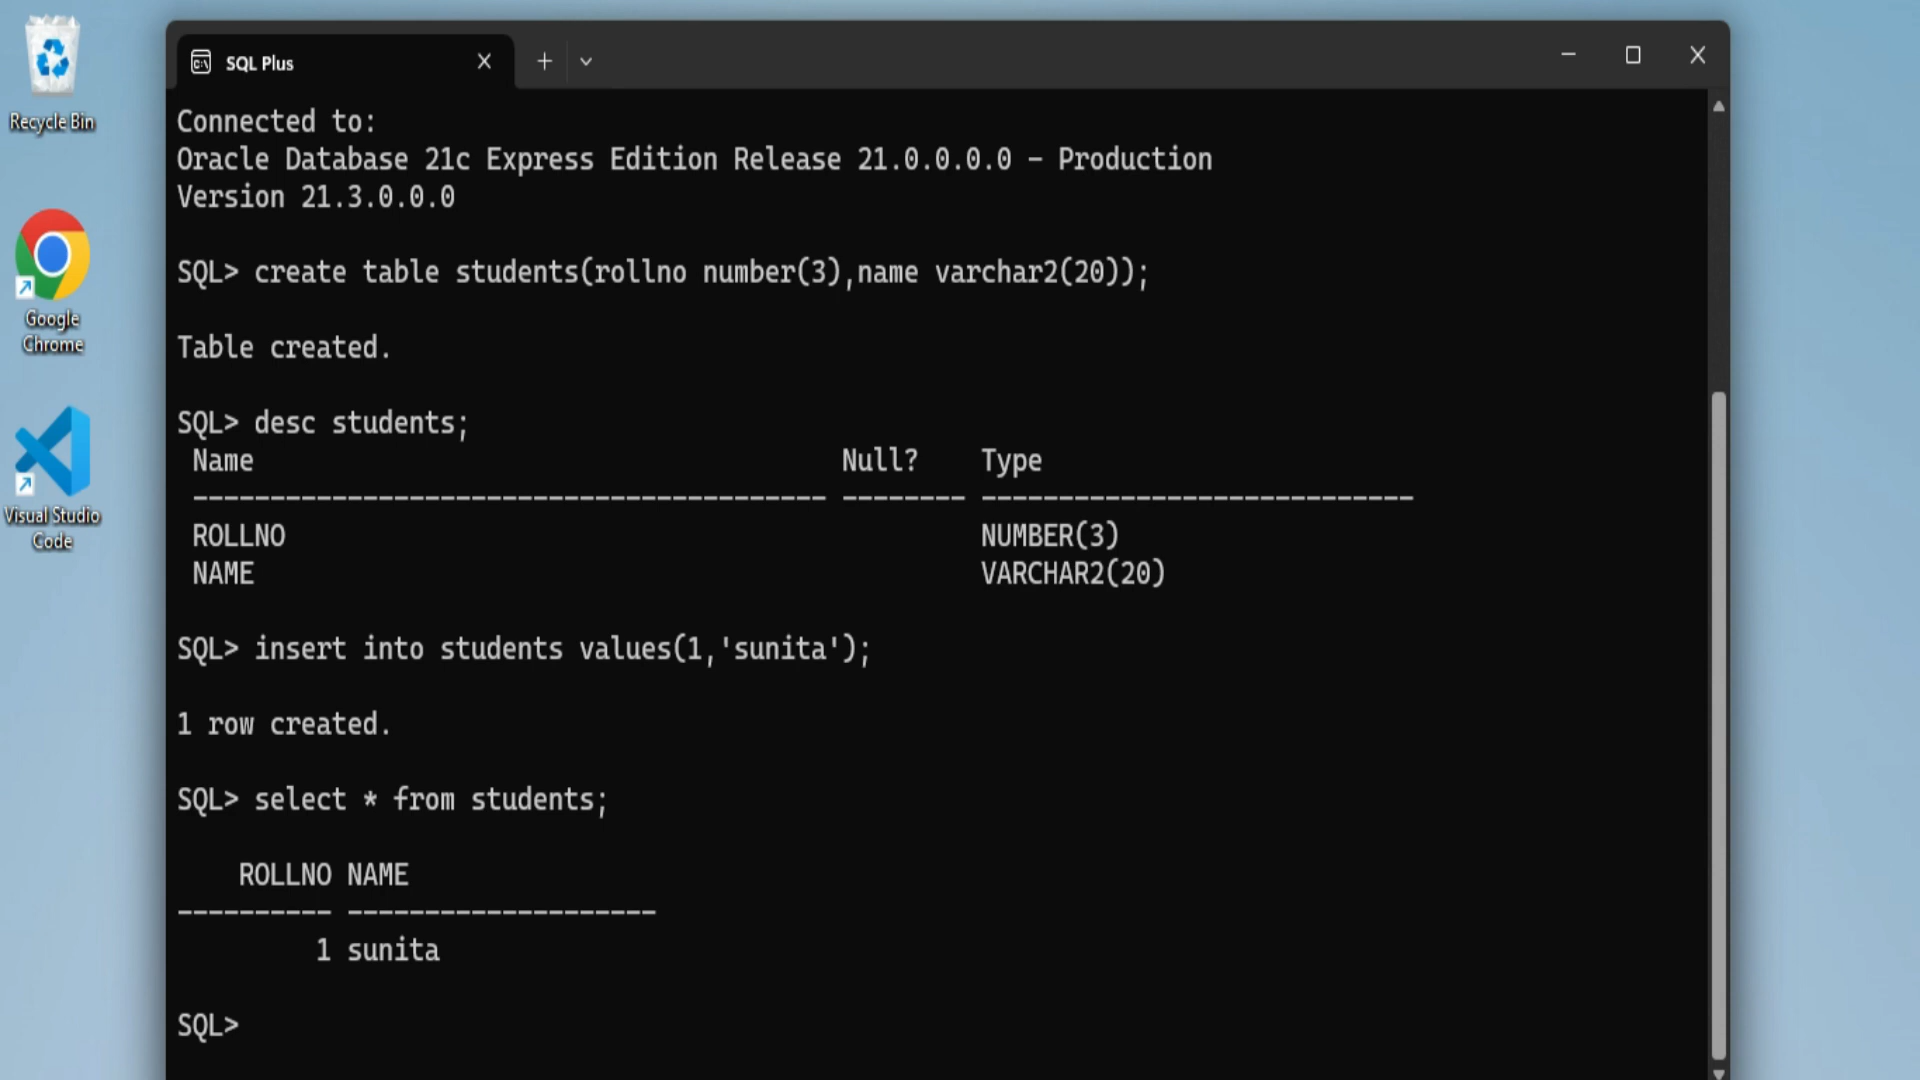 Recycle Bin
Google
Chrome
Visual Studio
Code
SQL Plus
Connected to:
Oracle Database 21c Express Edition Release 21.0.0.0.0 - Production
Version 21.3.0.0.0
SQL> create table students(rollno number(3),name varchar2(20));
Table created.
SQL> desc students;
Name Null? Type
----------------------------------------- -------- ----------------------------
ROLLNO NUMBER(3)
NAME VARCHAR2(20)
SQL> insert into students values(1,'sunita');
1 row created.
SQL> select * from students;
ROLLNO NAME
---------- --------------------
1 sunita
SQL>